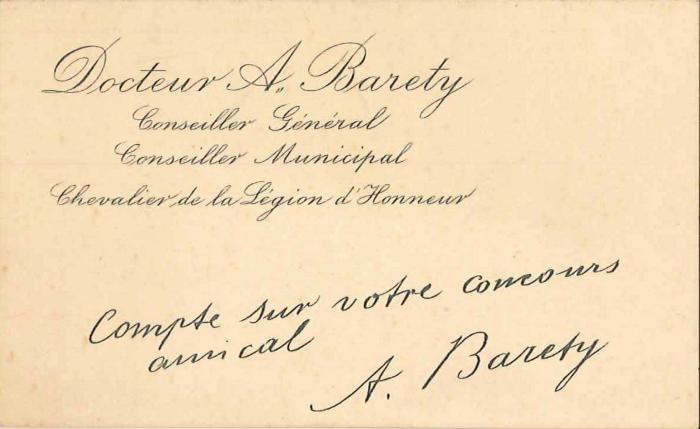 Docteur A. Barety
Conseiller Général
Conseiller Municipal
Chevalier de la Légion d'Honneur
Compte sur votre concours
amical
A. Barety